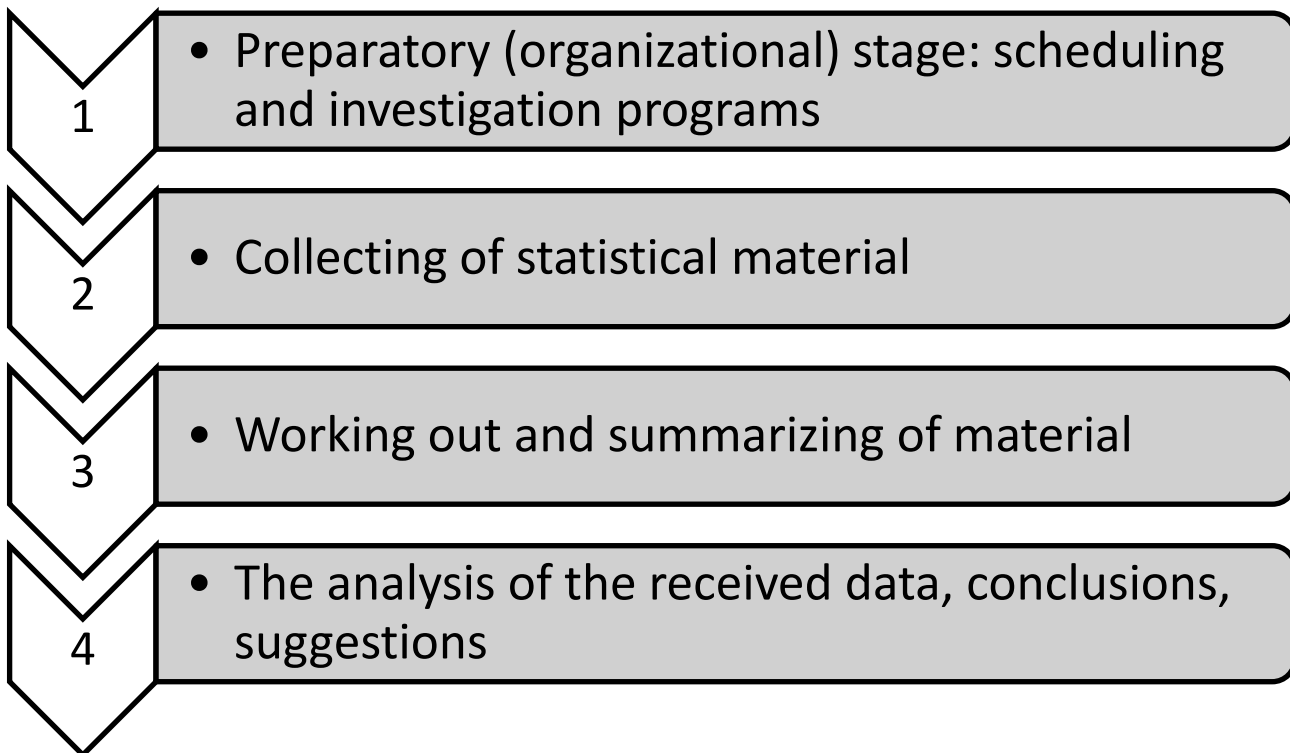 1
• Preparatory (organizational) stage: scheduling
and investigation programs
2
• Collecting of statistical material
3
• Working out and summarizing of material
4
• The analysis of the received data, conclusions,
suggestions